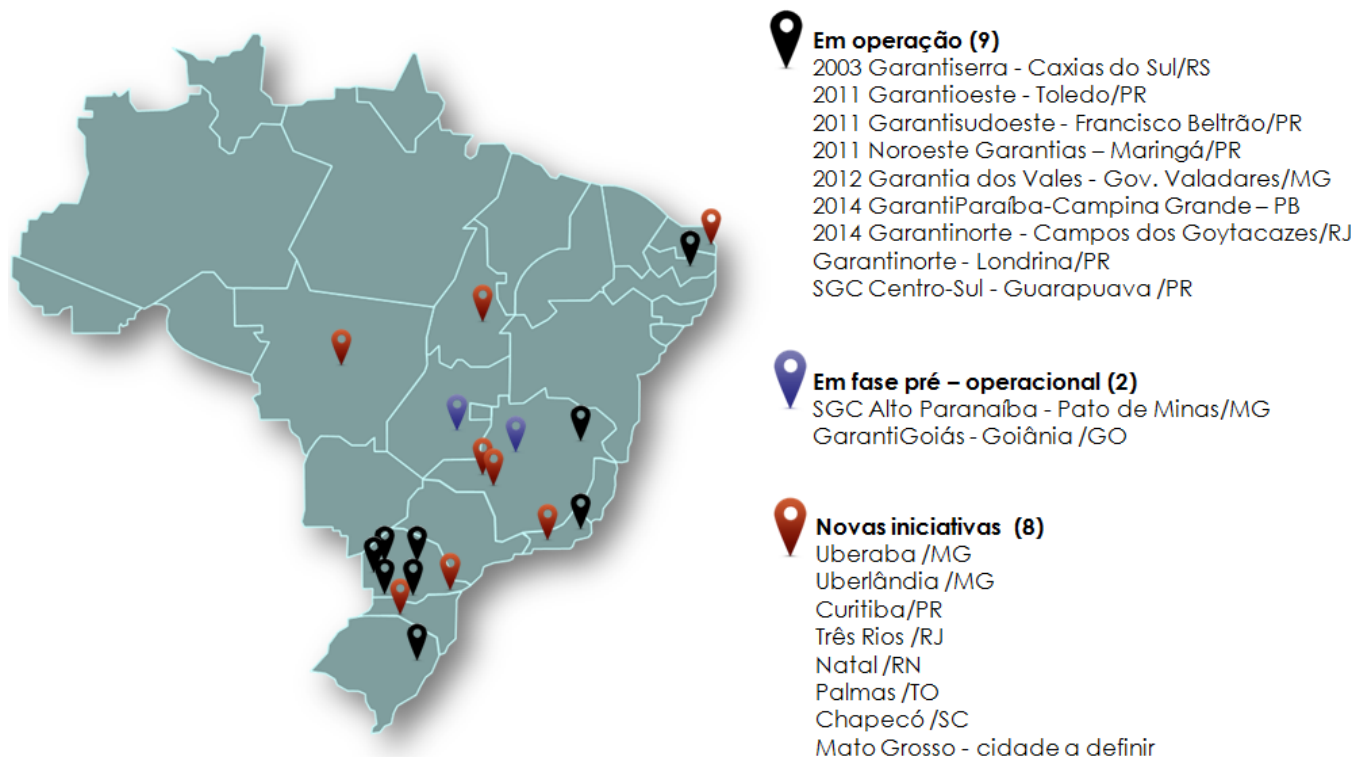 Em operação (9)
2003 Garantiserra - Caxias do Sul/RS
2011 Garantioeste - Toledo/PR
2011 Garantisudoeste - Francisco Beltrão/PR
2011 Noroeste Garantias – Maringá/PR
2012 Garantia dos Vales - Gov. Valadares/MG
2014 GarantiParaíba-Campina Grande – PB
2014 Garantinorte - Campos dos Goytacazes/RJ
Garantinorte - Londrina/PR
SGC Centro-Sul - Guarapuava /PR
Em fase pré – operacional (2)
SGC Alto Paranaíba - Pato de Minas/MG
GarantiGoiás - Goiânia /GO
Novas iniciativas (8)
Uberaba /MG
Uberlândia /MG
Curitiba/PR
Três Rios /RJ
Natal /RN
Palmas /TO
Chapecó /SC
Mato Grosso - cidade a definir